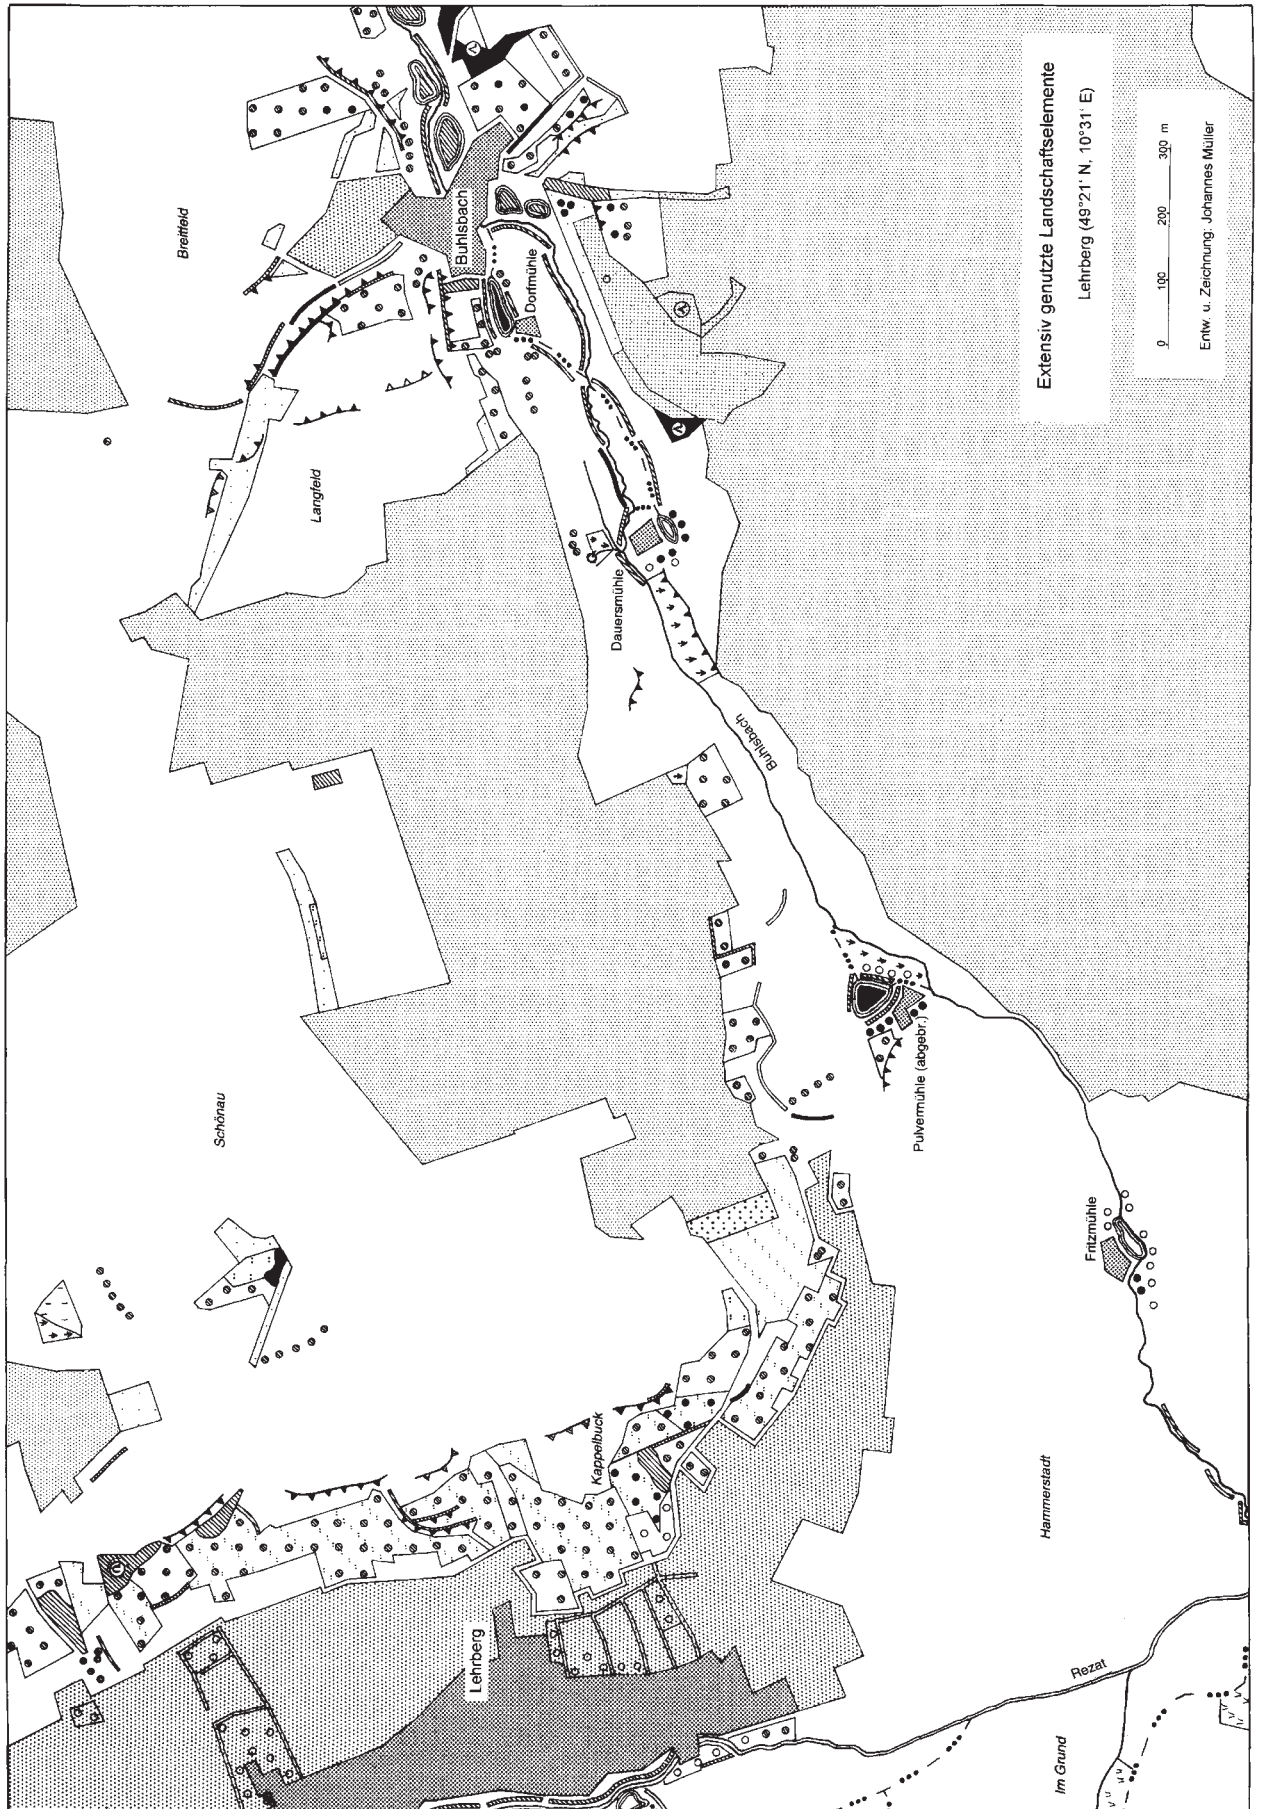 Extensiv genutzte Landschaftselemente
Lehrberg (49°21' N, 10°31' E)
0 100 200 300 m
Entw. u. Zeichnung: Johannes Müller
Breitfeld
Buhlsbach
Dorfmühle
Langfeld
Dauersmühle
Buhlsbach
Schönau
Pulvermühle (abgebr.)
Fritzmühle
Kappelbuck
Hammerstadt
Lehrberg
Rezat
Im Grund